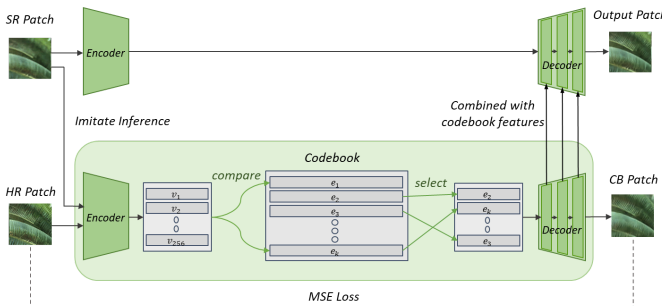 SR Patch
Output Patch
Encoder
Decoder
Imitate Inference
Combined with
codebook features
Codebook
HR Patch
CB Patch
compare
select
Encoder
Decoder
v₁
v₂
v₂₅₆
e₁
e₂
e₃
eₖ
e₂
eₖ
e₃
MSE Loss